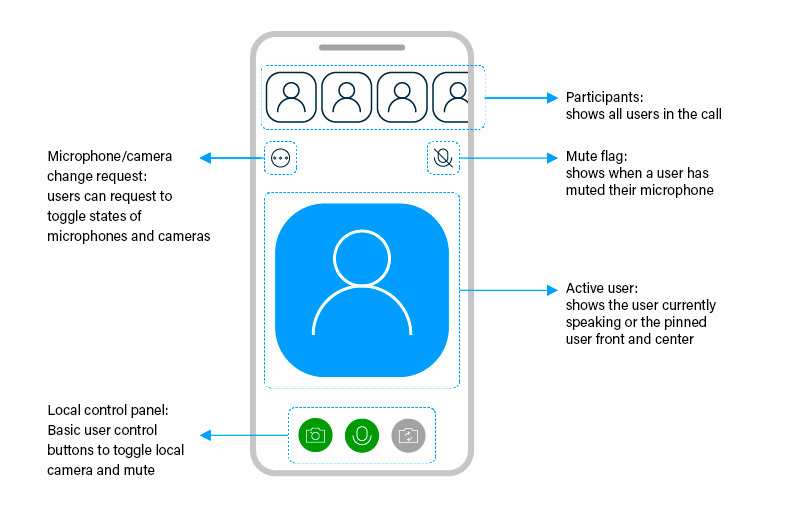 Participants:
shows all users in the call
Microphone/camera
change request:
users can request to
toggle states of
microphones and cameras
Mute flag:
shows when a user has
muted their microphone
Active user:
shows the user currently
speaking or the pinned
user front and center
Local control panel:
Basic user control
buttons to toggle local
camera and mute